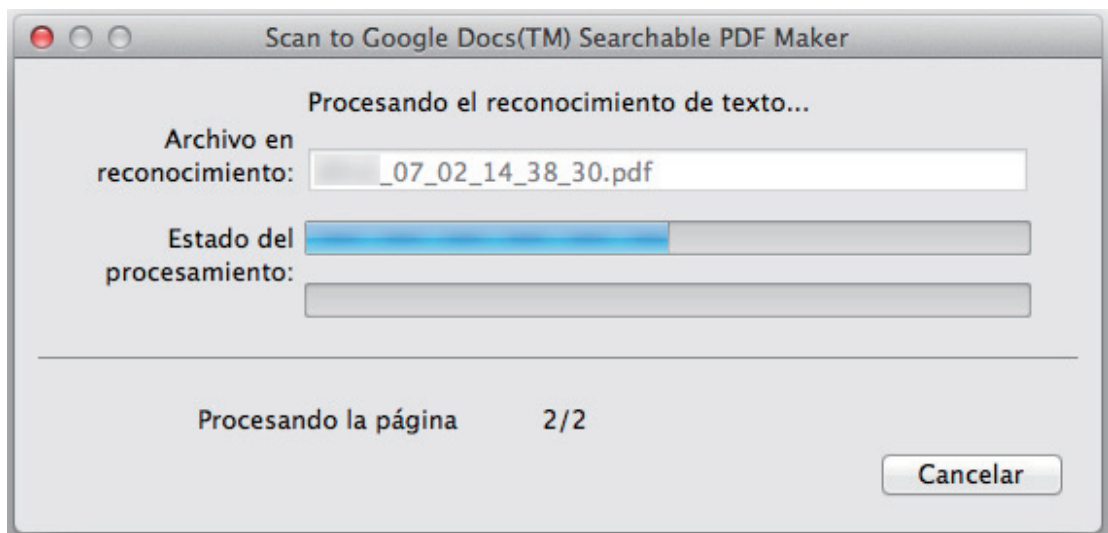 Scan to Google Docs(TM) Searchable PDF Maker
Procesando el reconocimiento de texto...
Archivo en
reconocimiento:
_07_02_14_38_30.pdf
Estado del
procesamiento:
Procesando la página 2/2
Cancelar